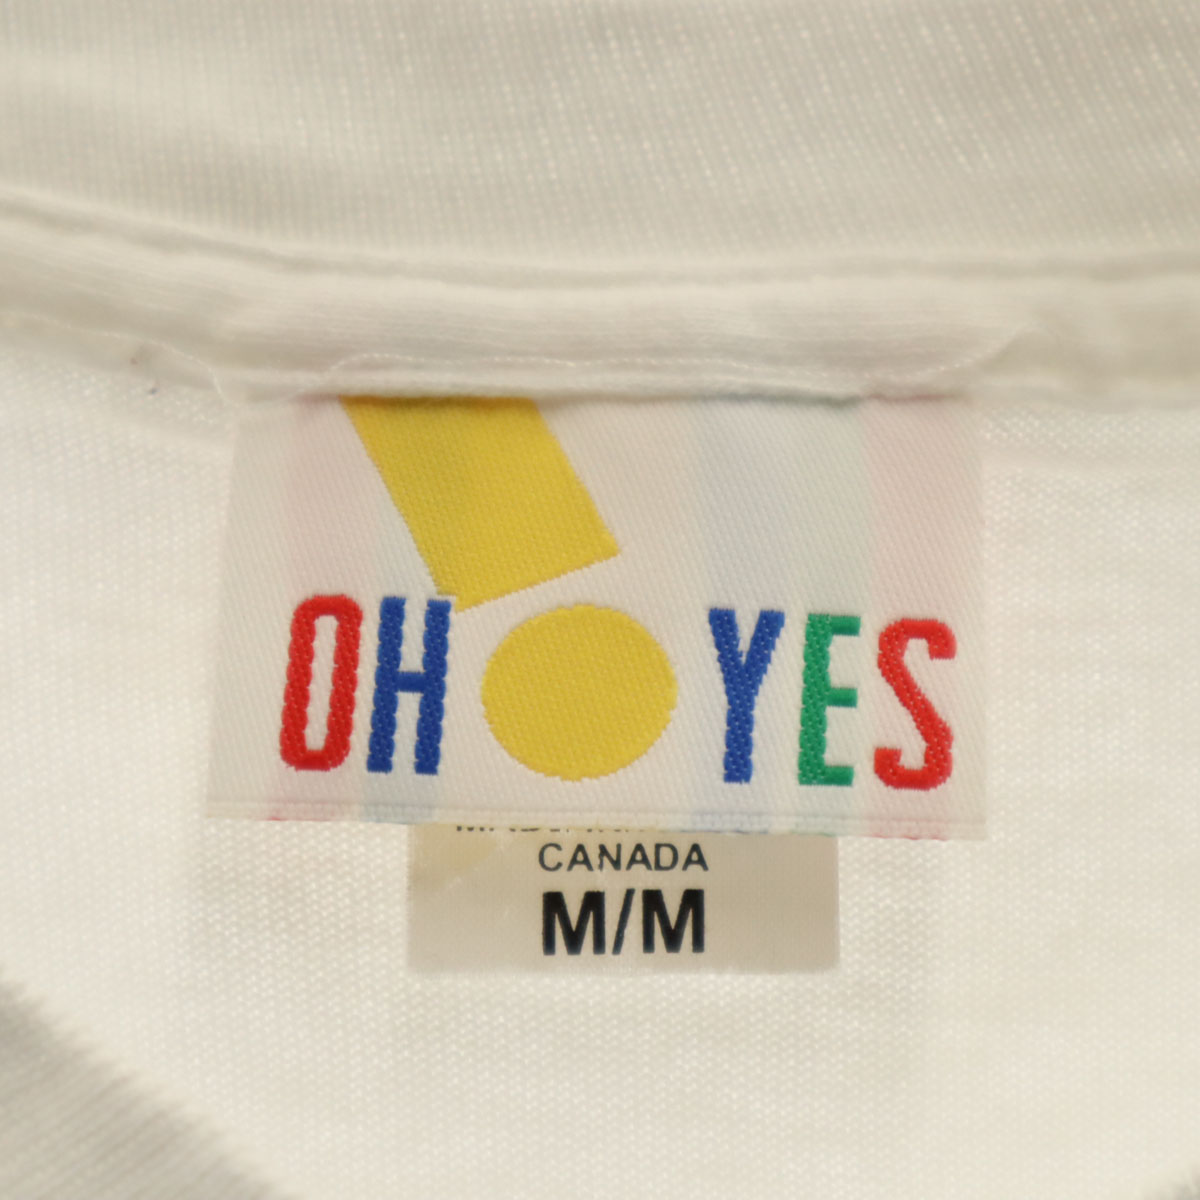 OH YES
CANADA
M/M